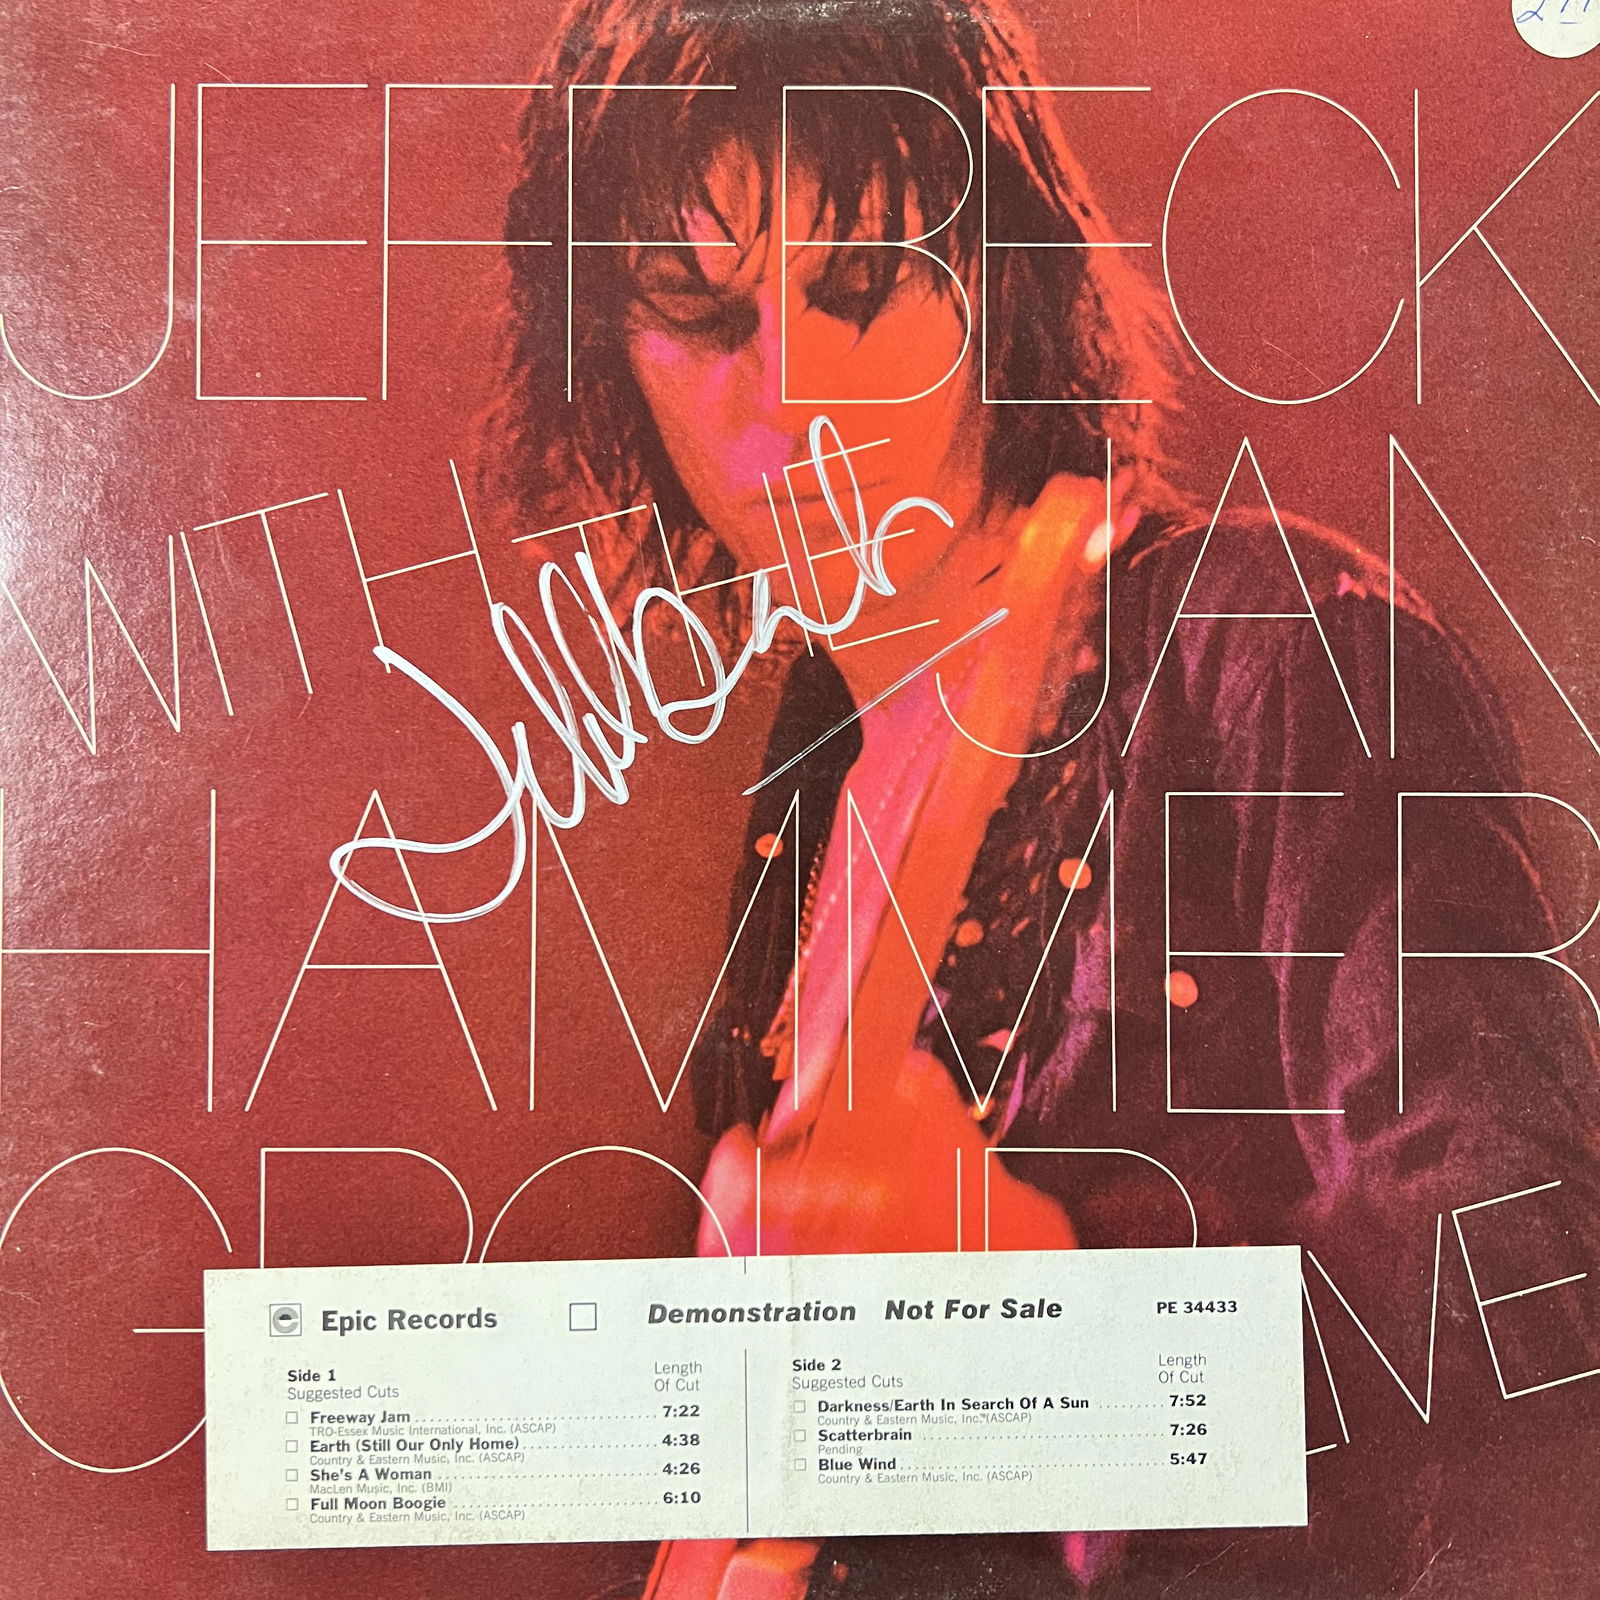 JEFF BECK
WITH THE JAN
HAMMER
GROUP LIVE
Jeff Beck
Epic Records Demonstration Not For Sale PE 34433
Side 1
Suggested Cuts
Length
Of Cut
Freeway Jam 7:22
TRO-Essex Music International, Inc. (ASCAP)
Earth (Still Our Only Home) 4:38
Country & Eastern Music, Inc. (ASCAP)
She's A Woman 4:26
MacLen Music, Inc. (BMI)
Full Moon Boogie 6:10
Country & Eastern Music, Inc. (ASCAP)
Side 2
Suggested Cuts
Length
Of Cut
Darkness/Earth In Search Of A Sun 7:52
Country & Eastern Music, Inc. (ASCAP)
Scatterbrain 7:26
Pending
Blue Wind 5:47
Country & Eastern Music, Inc. (ASCAP)